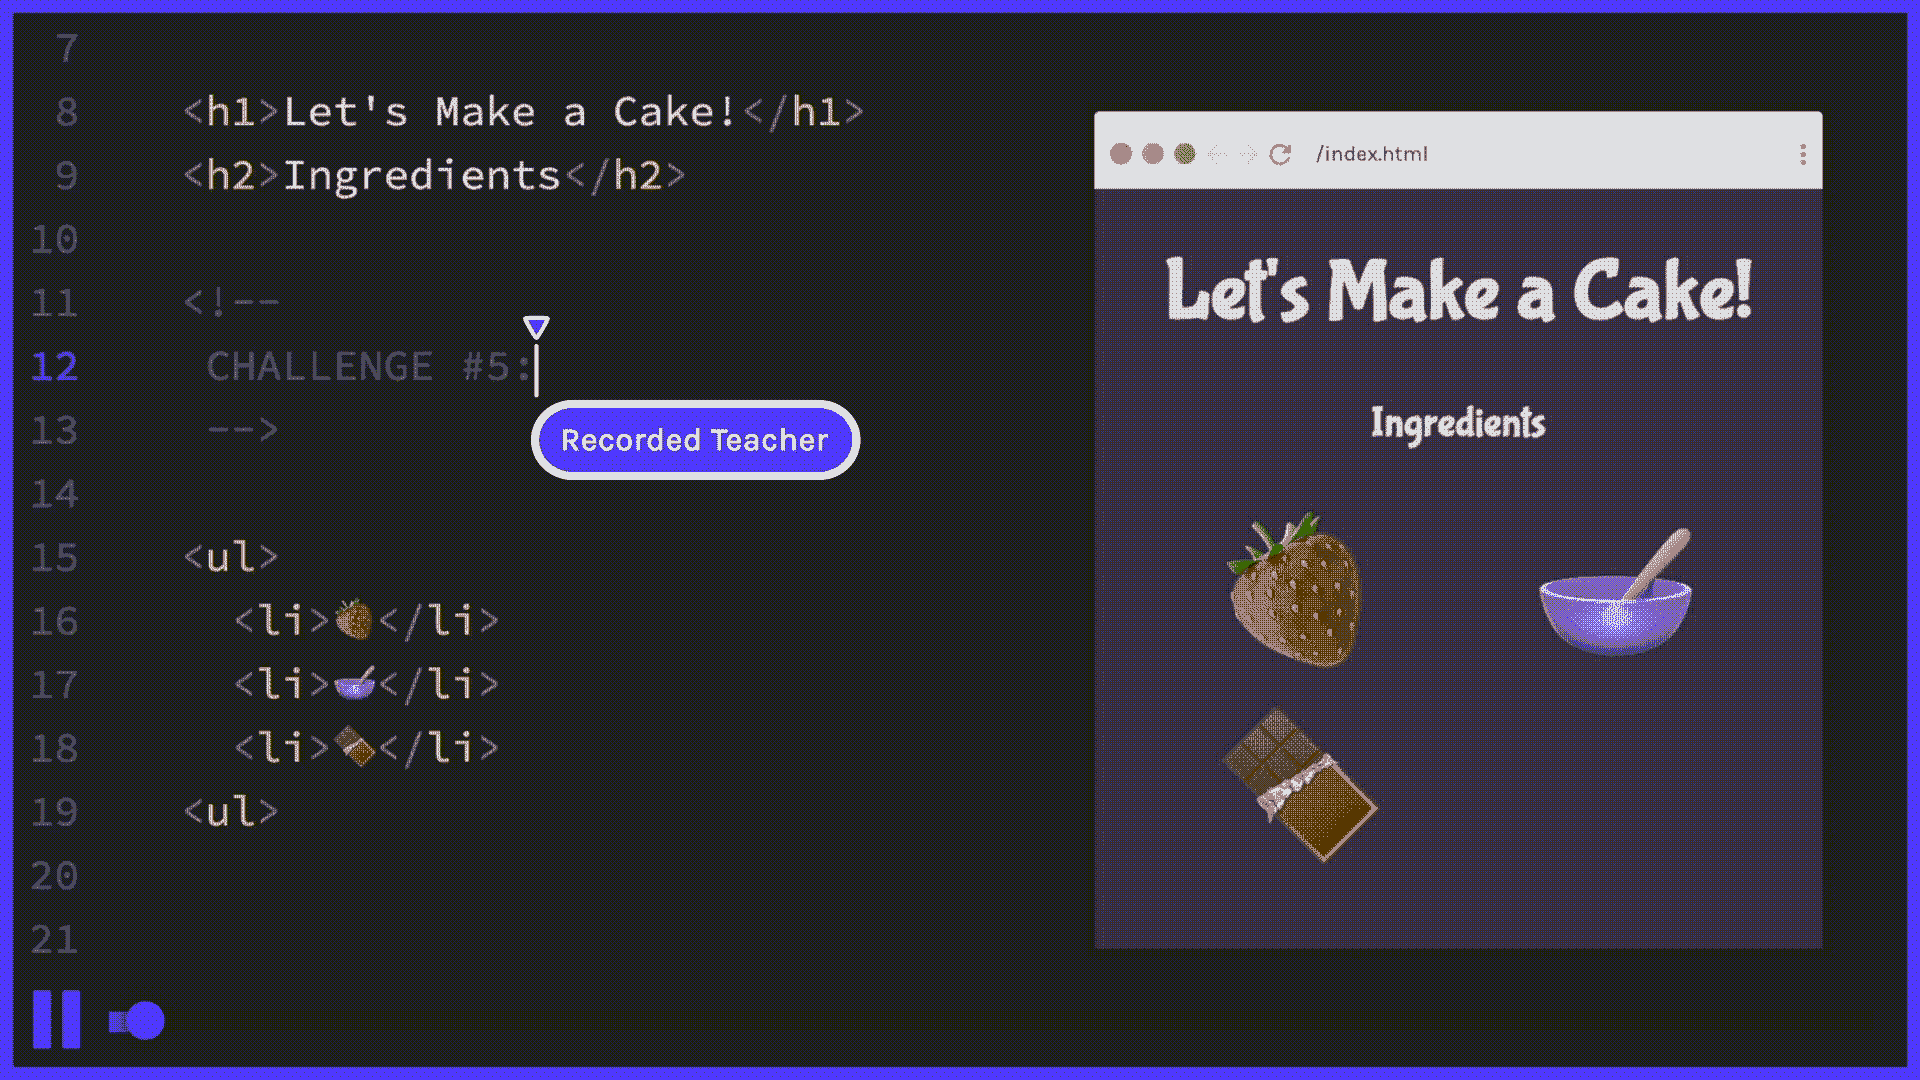 7
8 <h1>Let's Make a Cake!</h1>
9 <h2>Ingredients</h2>
10
11 <!--
12 CHALLENGE #5:
13 -->
14
15 <ul>
16 <li>🍓</li>
17 <li>🥣</li>
18 <li>🍫</li>
19 <ul>
20
21
Recorded Teacher
/index.html
Let's Make a Cake!
Ingredients